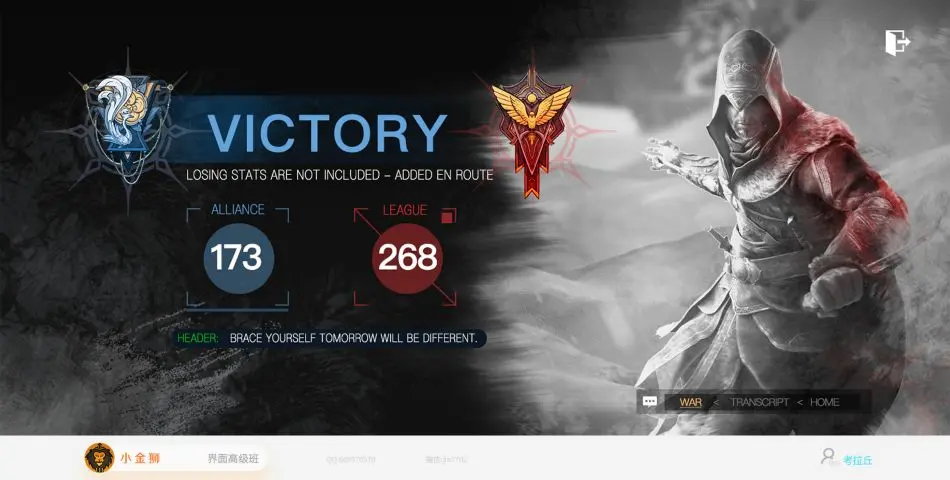 VICTORY
LOSING STATS ARE NOT INCLUDED - ADDED EN ROUTE
ALLIANCE
LEAGUE
173
268
HEADER: BRACE YOURSELF TOMORROW WILL BE DIFFERENT.
WAR < TRANSCRIPT < HOME
小金狮 界面高级班
考拉丘